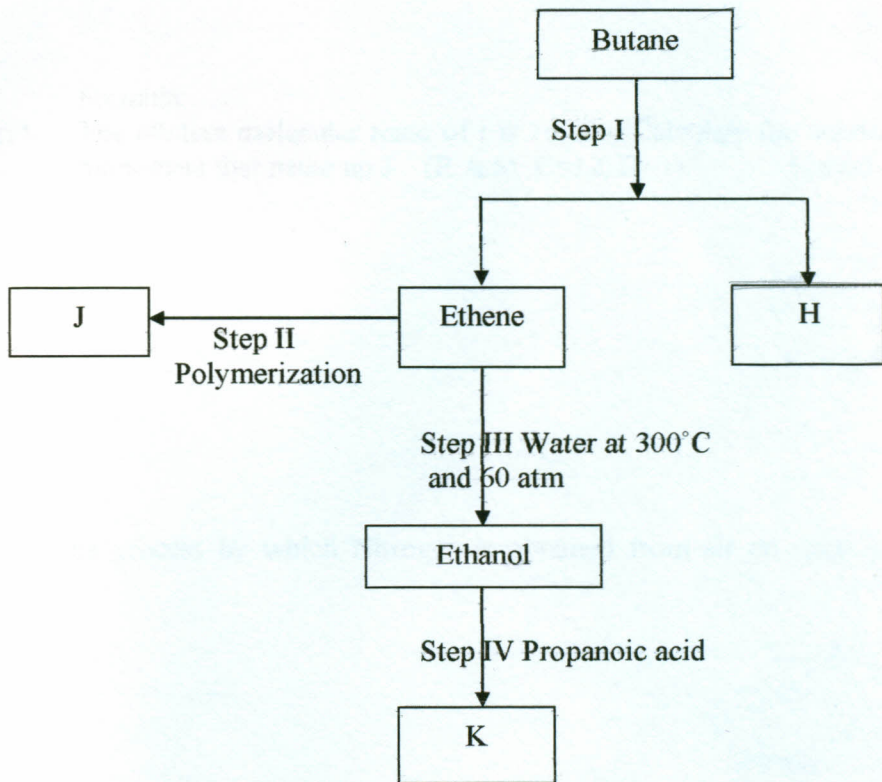 Butane
Step I
J
Ethene
H
Step II
Polymerization
Step III Water at 300°C
and 60 atm
Ethanol
Step IV Propanoic acid
K